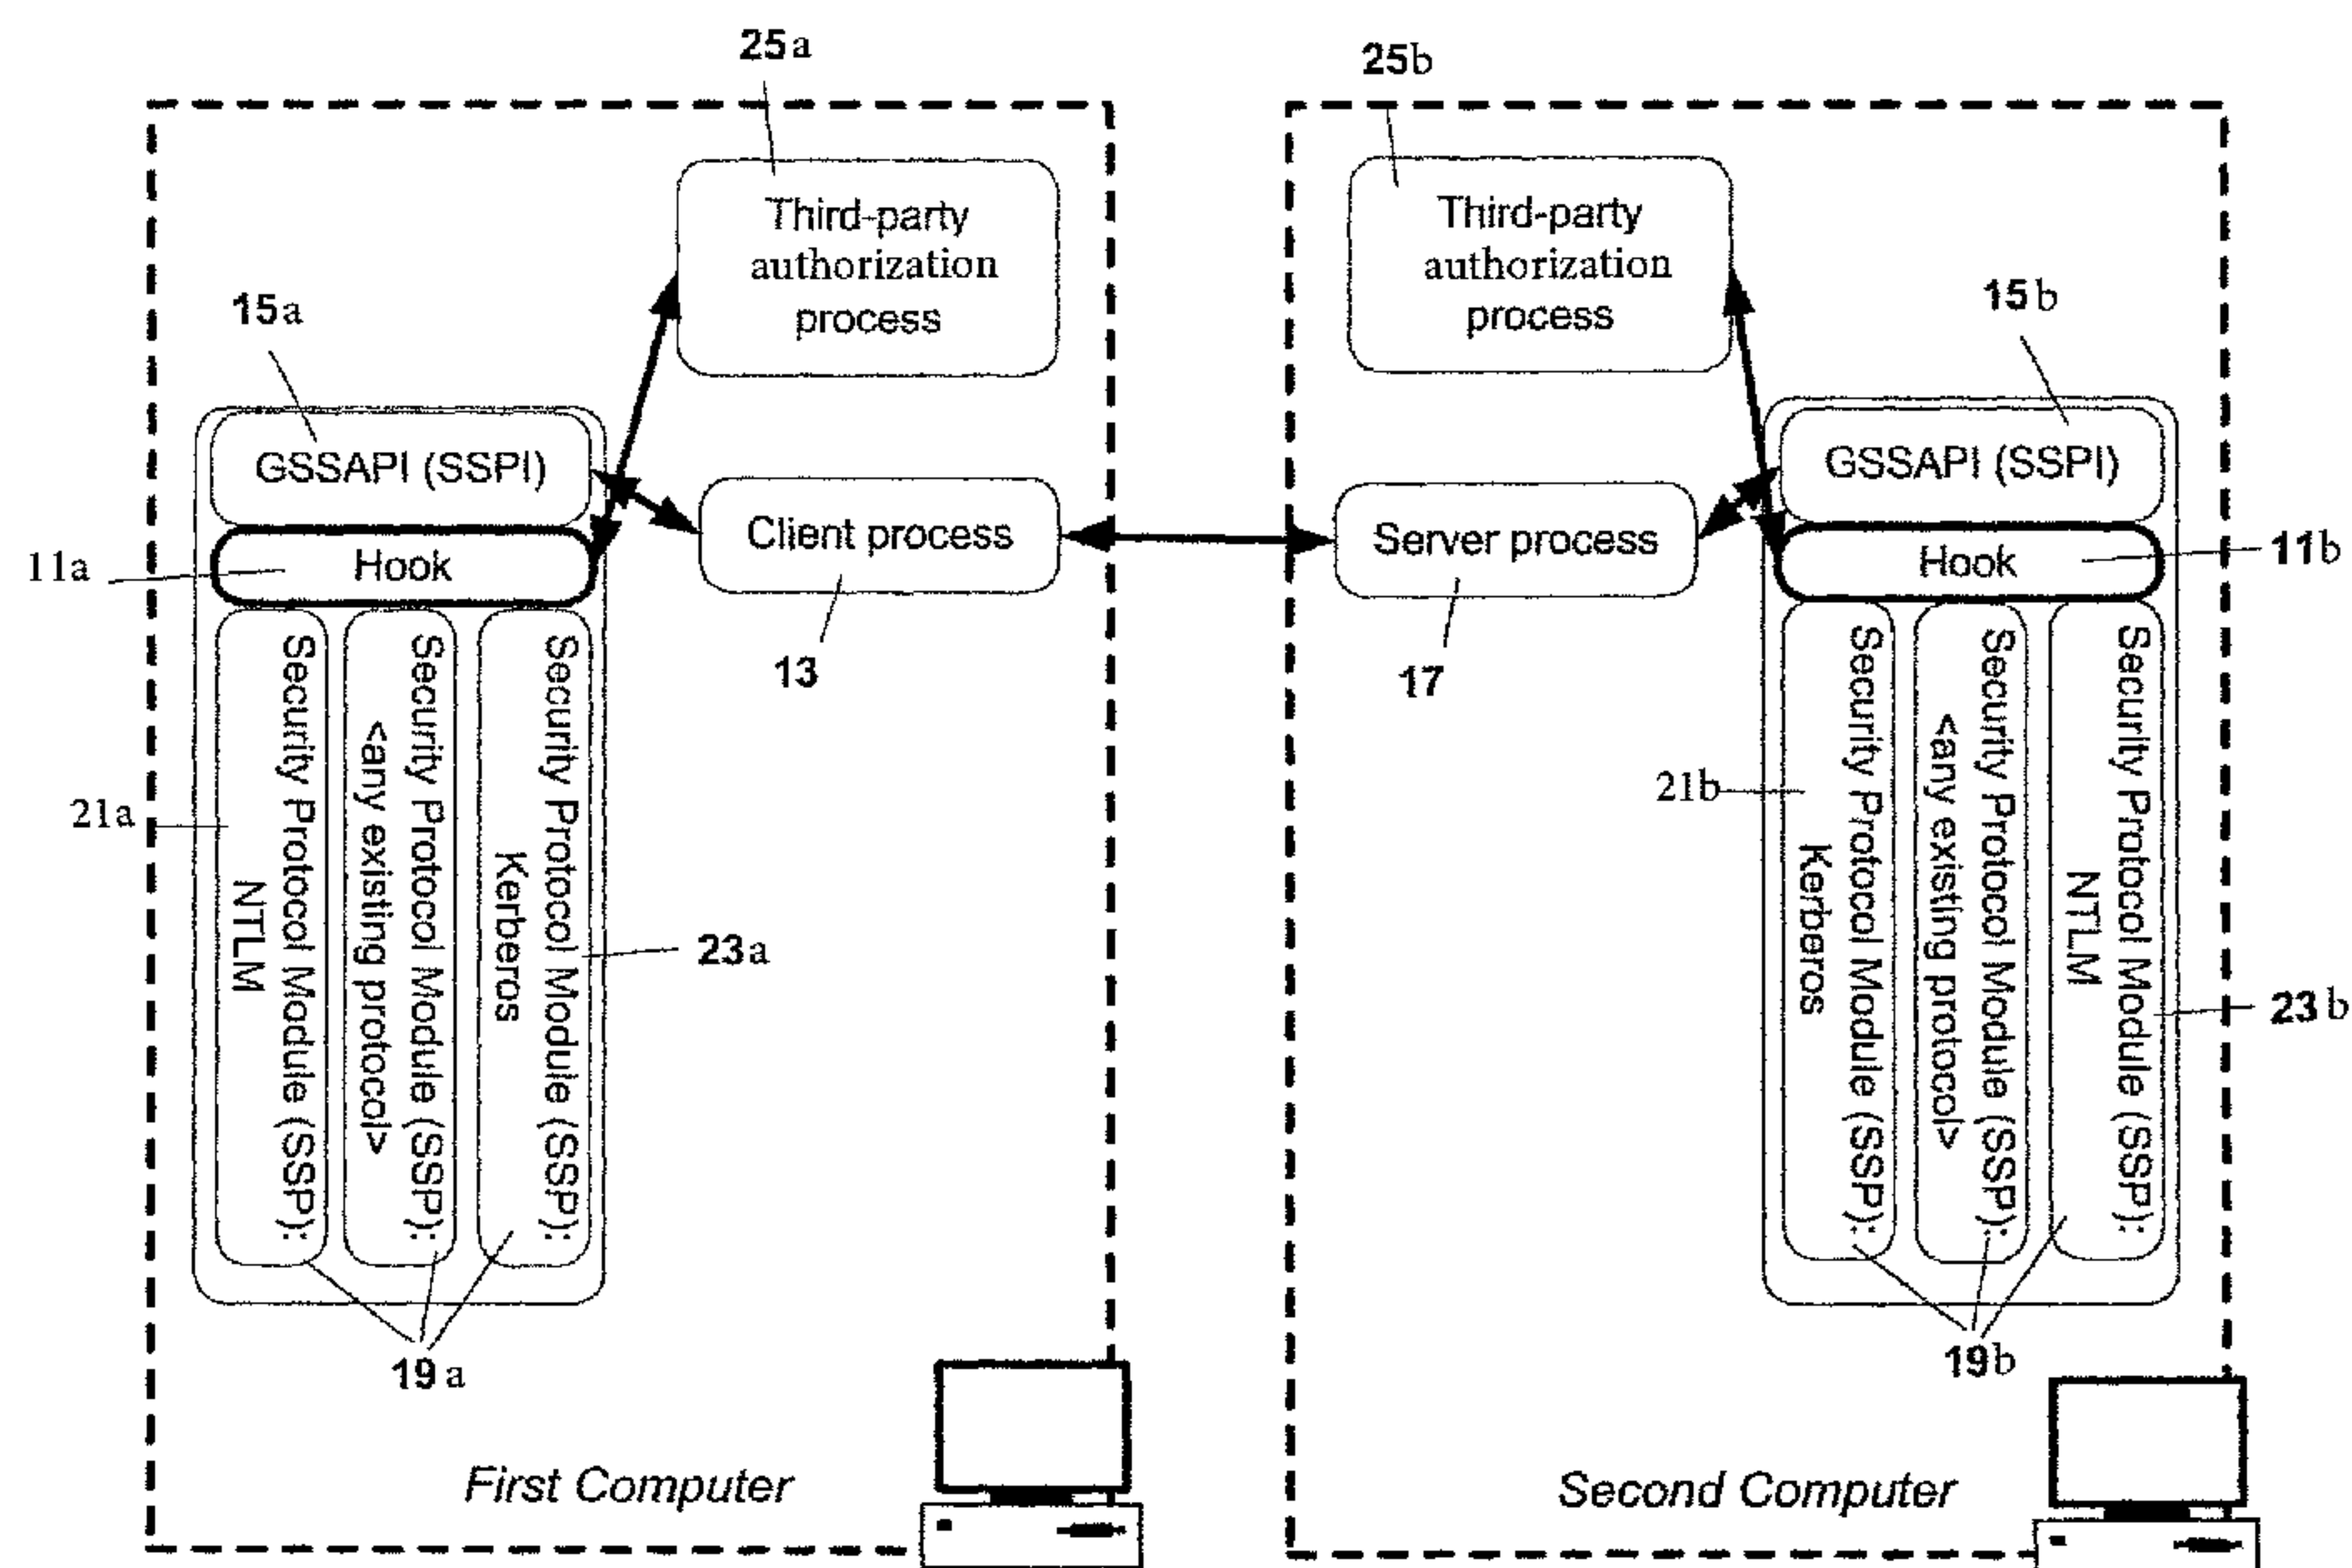 25a
25b
Third-party
authorization
process
Third-party
authorization
process
15a
15b
GSSAPI (SSPI)
GSSAPI (SSPI)
Client process
Server process
11a
Hook
Hook
11b
13
17
21a
Security Protocol Module (SSP):
NTLM
Security Protocol Module (SSP):
<any existing protocol>
Security Protocol Module (SSP):
Kerberos
23a
21b
Security Protocol Module (SSP):
Kerberos
Security Protocol Module (SSP):
<any existing protocol>
Security Protocol Module (SSP):
NTLM
23b
19a
19b
First Computer
Second Computer